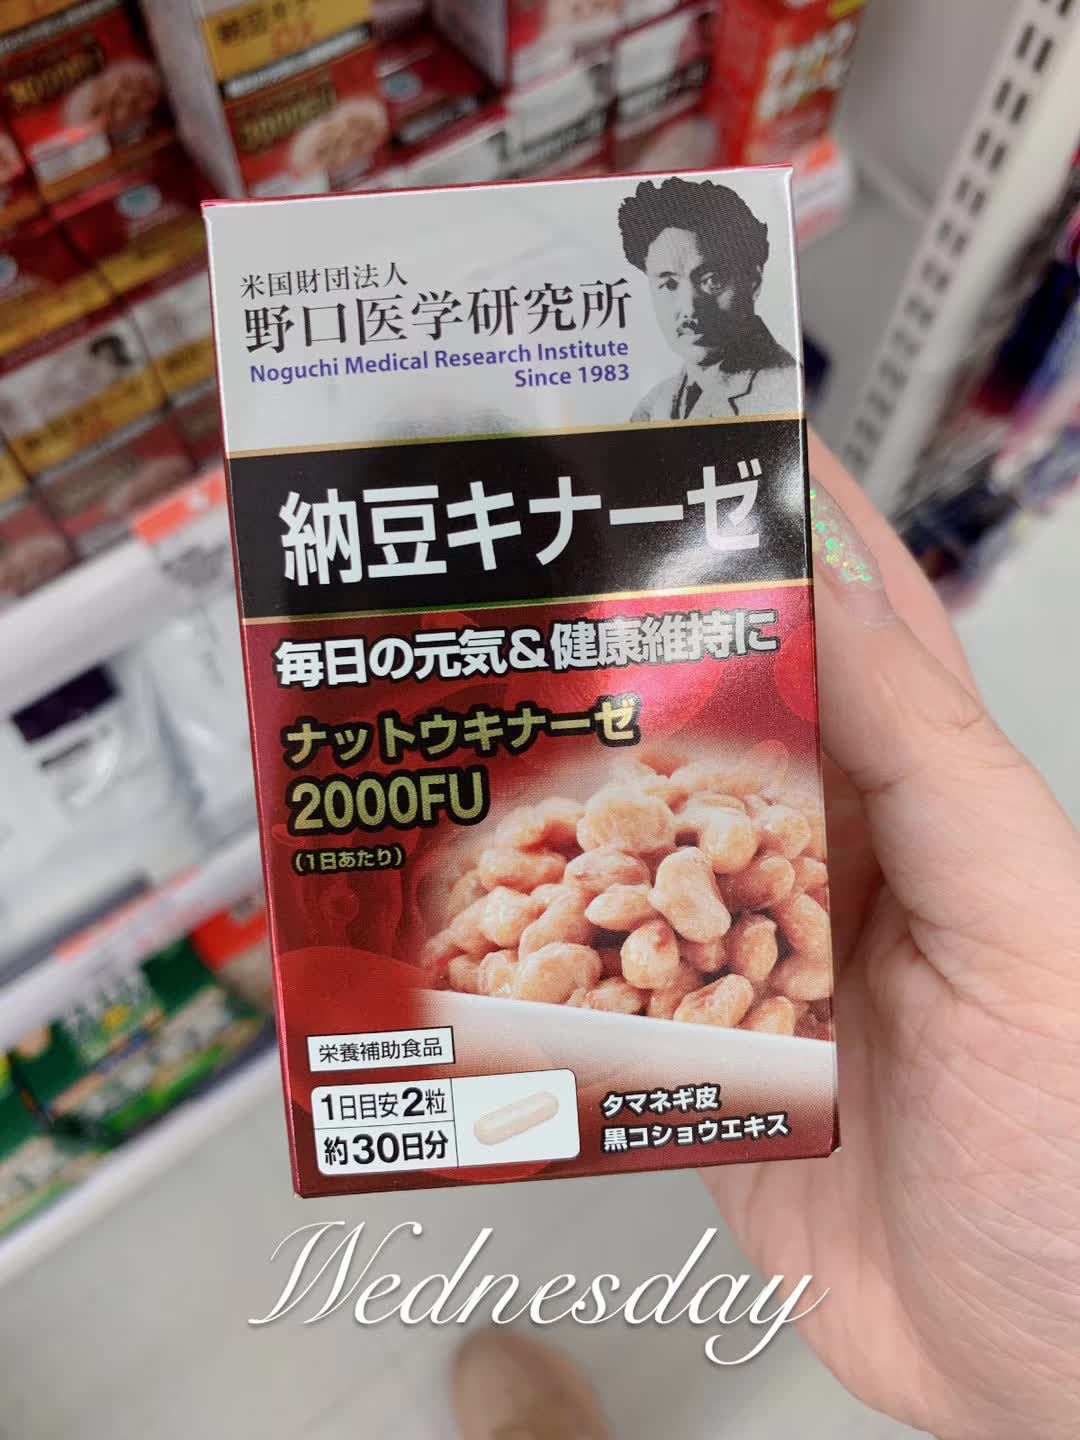 米国財団法人
野口医学研究所
Noguchi Medical Research Institute
Since 1983
納豆キナーゼ
毎日の元気&健康維持に
ナットウキナーゼ
2000FU
(1日あたり)
栄養補助食品
1日目安2粒
約30日分
タマネギ皮
黒コショウエキス
Wednesday